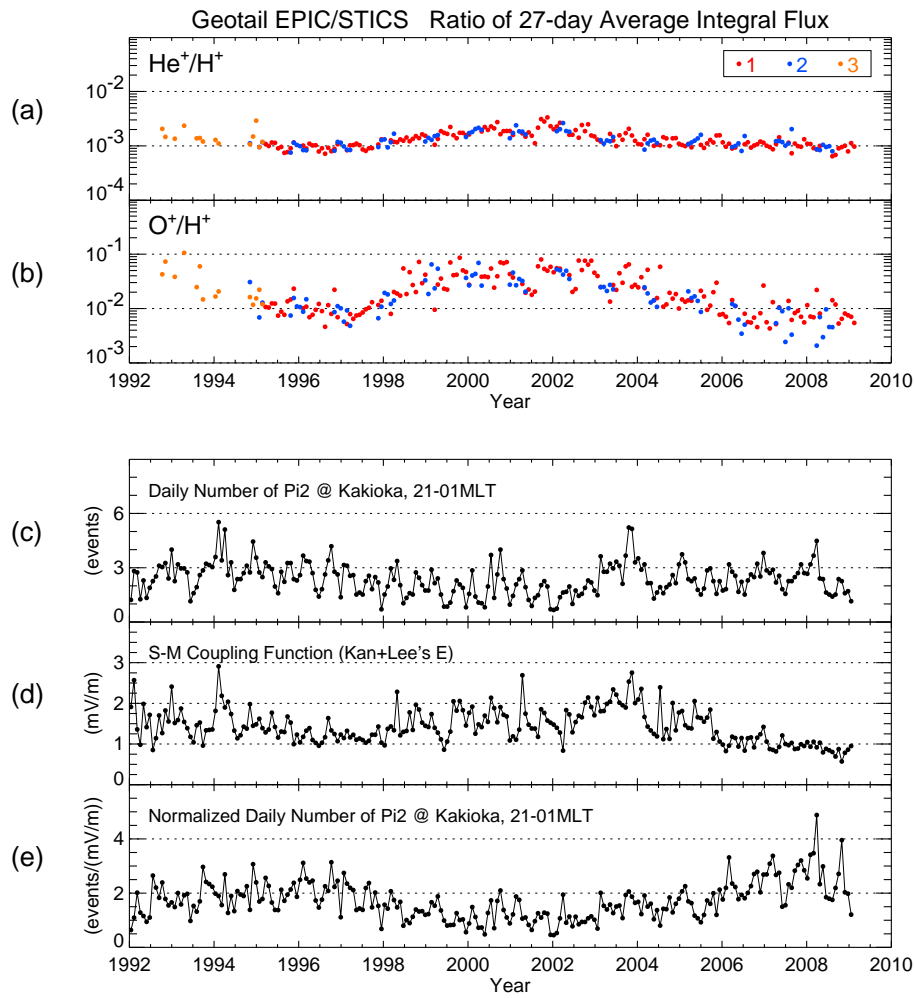 Geotail EPIC/STICS Ratio of 27-day Average Integral Flux
(a)
He⁺/H⁺
1 2 3
10⁻²
10⁻³
10⁻⁴
(b)
O⁺/H⁺
10⁻¹
10⁻²
10⁻³
1992 1994 1996 1998 2000 2002 2004 2006 2008 2010
Year
(c)
Daily Number of Pi2 @ Kakioka, 21-01MLT
(events)
6
3
0
(d)
S-M Coupling Function (Kan+Lee's E)
(mV/m)
3
2
1
0
(e)
Normalized Daily Number of Pi2 @ Kakioka, 21-01MLT
(events/(mV/m))
4
2
0
1992 1994 1996 1998 2000 2002 2004 2006 2008 2010
Year